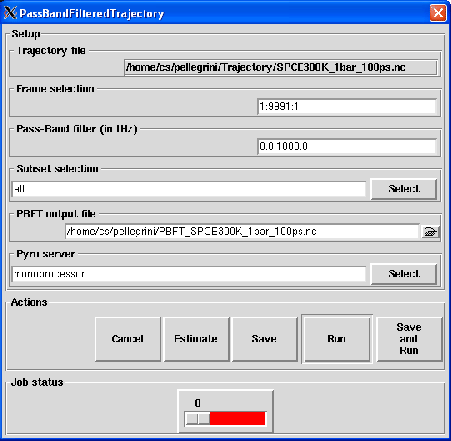 PassBandFilteredTrajectory
Setup
Trajectory file
/home/cs/pellegrini/Trajectory/SPCE300K_1bar_100ps.nc
Frame selection
1:9991:1
Pass-Band filter (in THz)
0.0:1000.0
Subset selection
all
Select
PBFT output file
/home/cs/pellegrini/PBFT_SPCE300K_1bar_100ps.nc
Pyro server
monoprocessor
Select
Actions
Cancel
Estimate
Save
Run
Save
and
Run
Job status
0